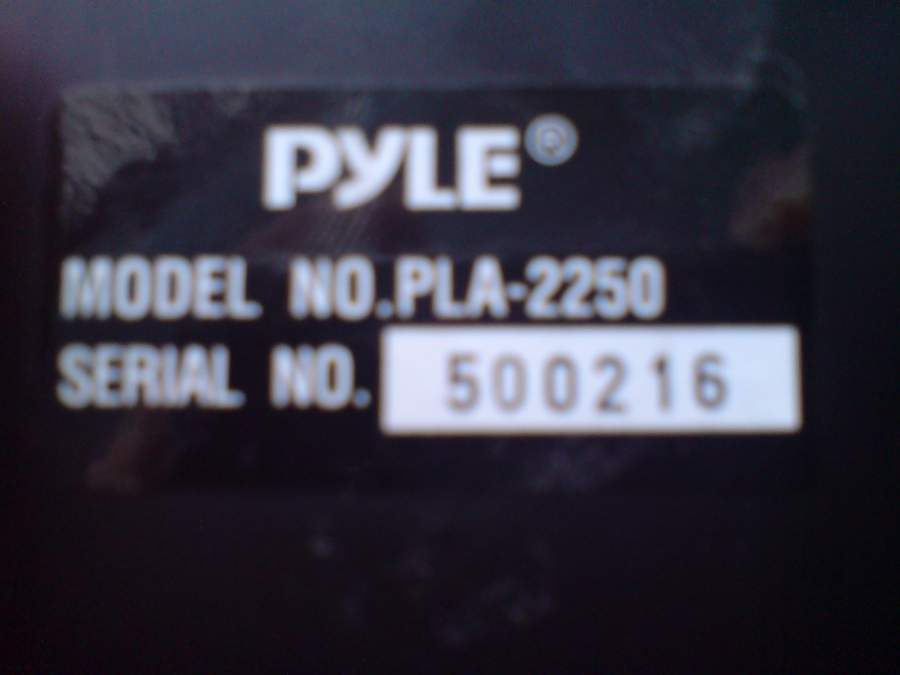 PYLE®
MODEL NO.PLA-2250
SERIAL NO. 500216